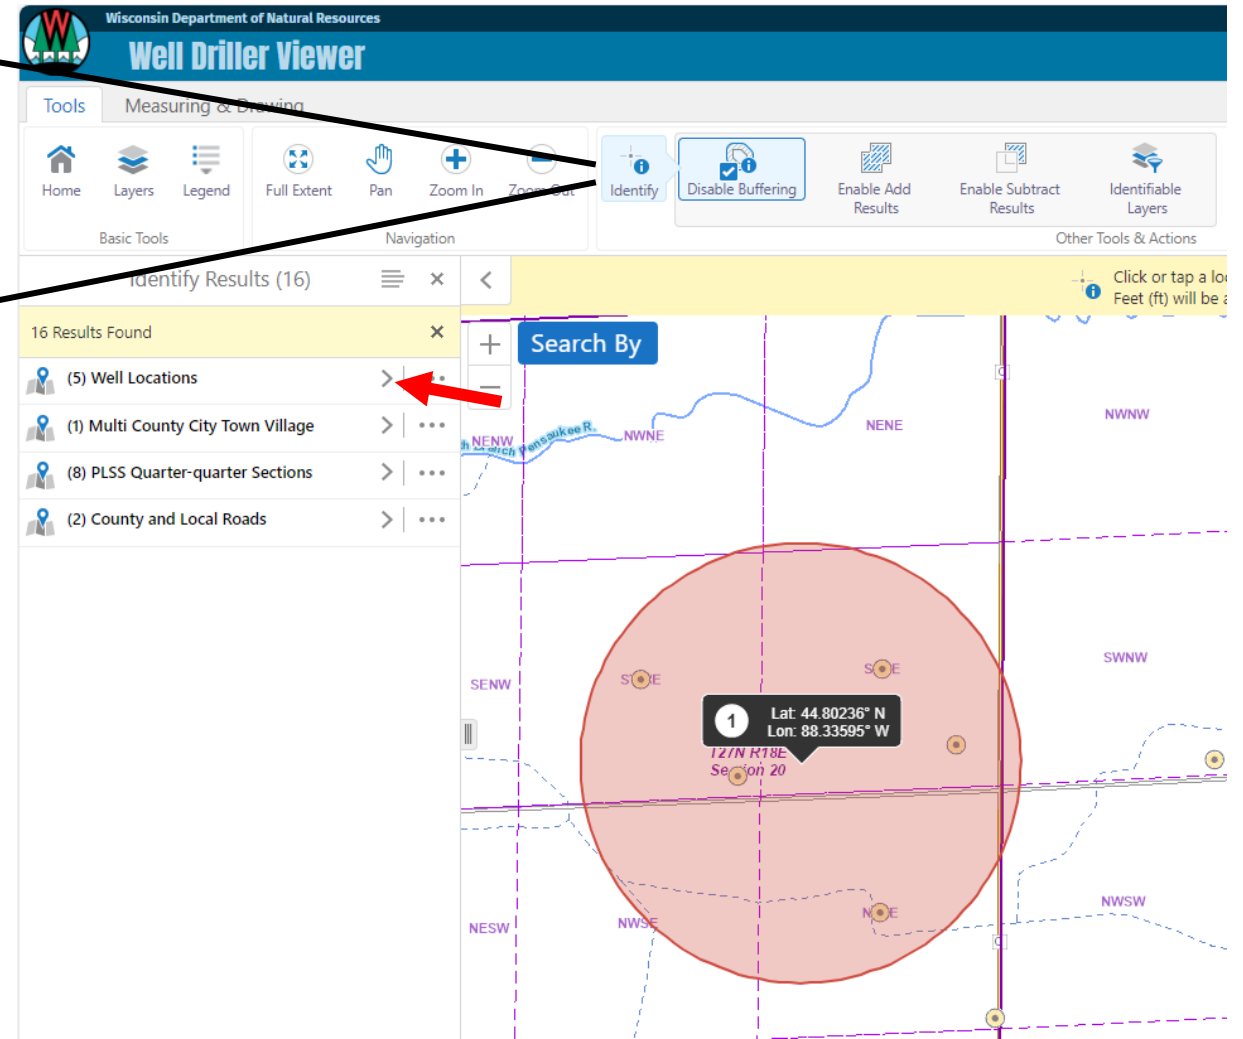 Wisconsin Department of Natural Resources
Well Driller Viewer
Tools
Measuring & Drawing
Home
Layers
Legend
Full Extent
Pan
Zoom In
Zoom Out
Identify
Disable Buffering
Enable Add
Results
Enable Subtract
Results
Identifiable
Layers
Basic Tools
Navigation
Other Tools & Actions
Identify Results (16)
Click or tap a lo
Feet (ft) will be a
16 Results Found
Search By
(5) Well Locations
(1) Multi County City Town Village
(8) PLSS Quarter-quarter Sections
(2) County and Local Roads
NENW
NWNE
NENE
NWNW
Pensaukee R.
SENW
SWNW
1
Lat: 44.80236° N
Lon: 88.33595° W
T27N R18E
Section 20
NESW
NWSE
NWSW